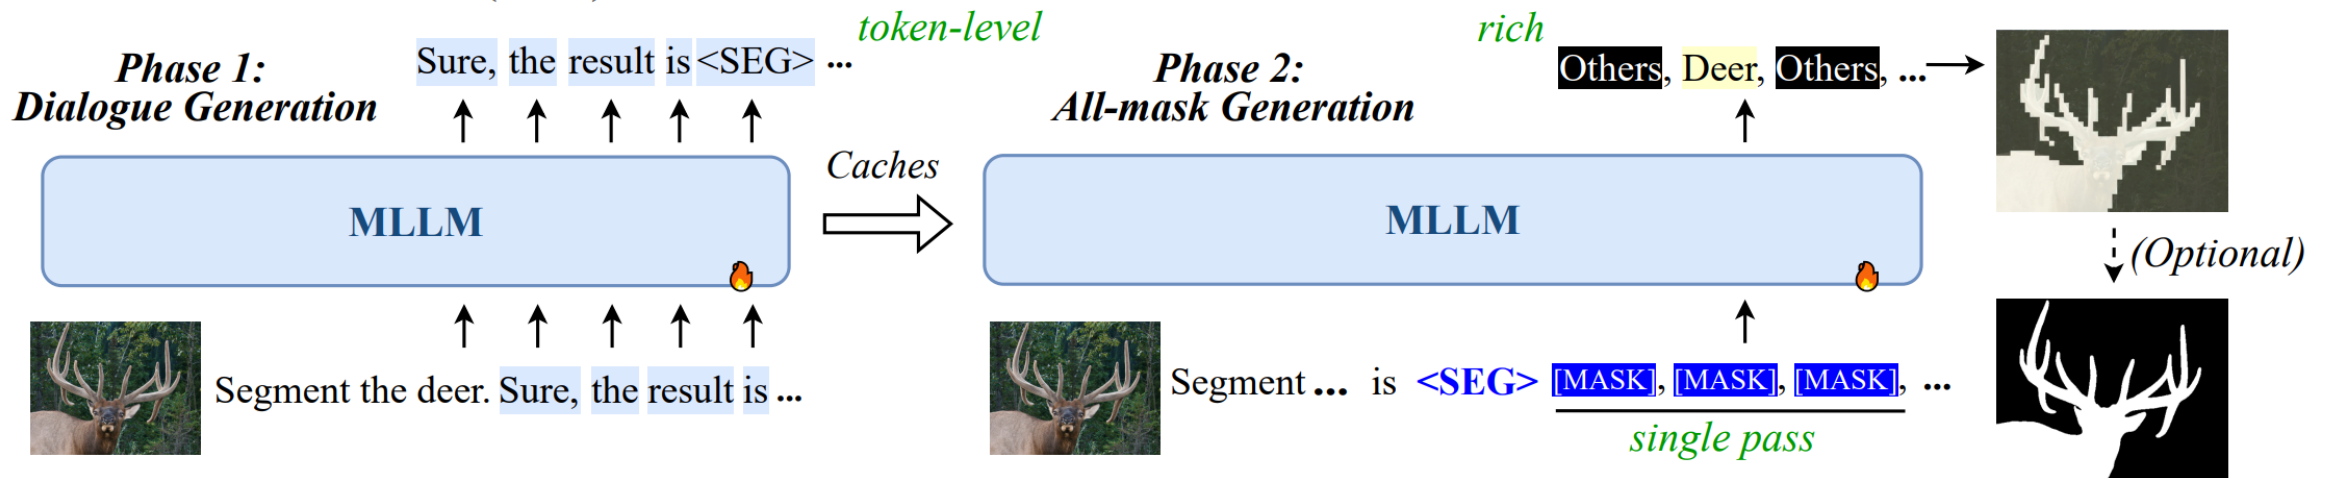 Phase 1:
Dialogue Generation
Sure, the result is <SEG> ...
token-level
MLLM
Segment the deer. Sure, the result is ...
Caches
Phase 2:
All-mask Generation
rich
Others, Deer, Others, ...
MLLM
Segment ... is <SEG> [MASK], [MASK], [MASK], ...
single pass
(Optional)